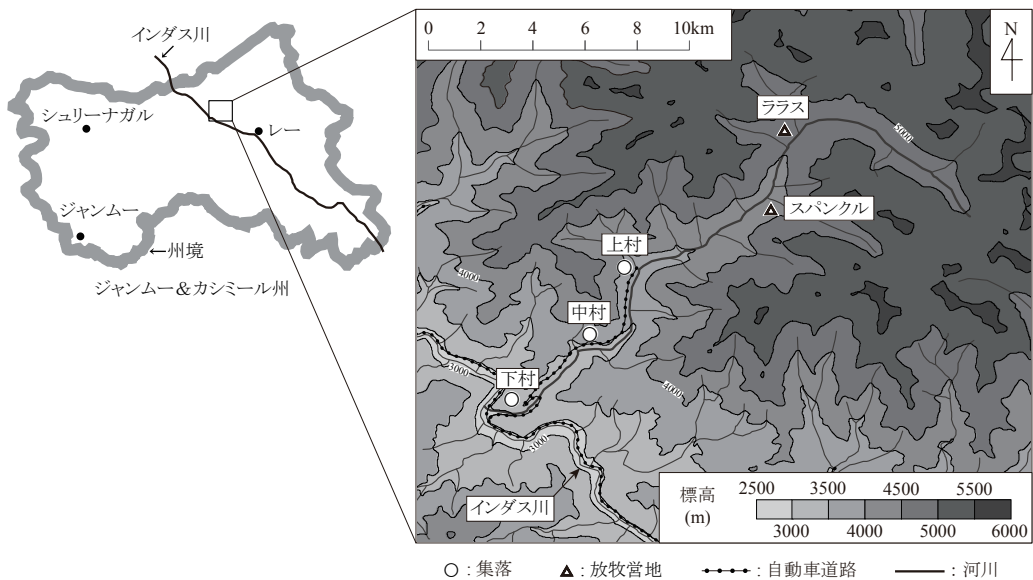 インダス川
シュリーナガル
レー
ジャンムー
州境
ジャンムー&カシミール州
0 2 4 6 8 10km
N
ララス
5000
スパンクル
上村
4000
中村
3000
下村
4000
3000
インダス川
標高
(m)
2500 3500 4500 5500
3000 4000 5000 6000
○ : 集落 ▲ : 放牧営地 : 自動車道路 : 河川